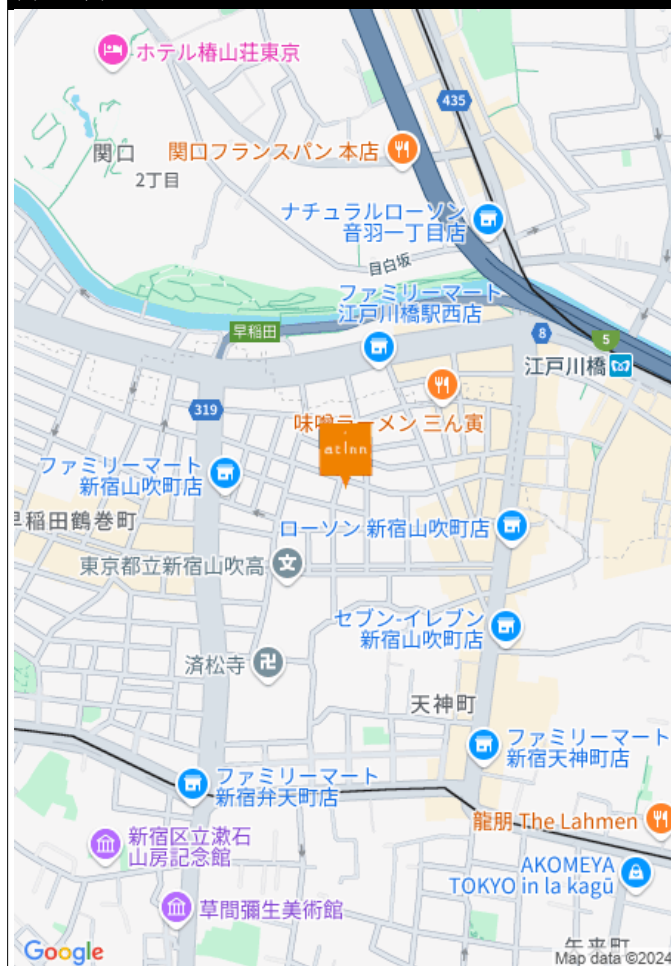 ホテル椿山荘東京
435
関口
2丁目
関口フランスパン 本店
ナチュラルローソン
音羽一丁目店
目白坂
ファミリーマート
江戸川橋駅西店
早稲田
8
5
江戸川橋
319
味噌ラーメン 三ん寅
at Inn
ファミリーマート
新宿山吹町店
早稲田鶴巻町
ローソン 新宿山吹町店
東京都立新宿山吹高
文
セブン-イレブン
新宿山吹町店
済松寺
卍
天神町
ファミリーマート
新宿天神町店
ファミリーマート
新宿弁天町店
龍朋 The Lahmen
新宿区立漱石
山房記念館
AKOMEYA
TOKYO in la kagū
草間彌生美術館
矢来町
Google
Map data ©2024